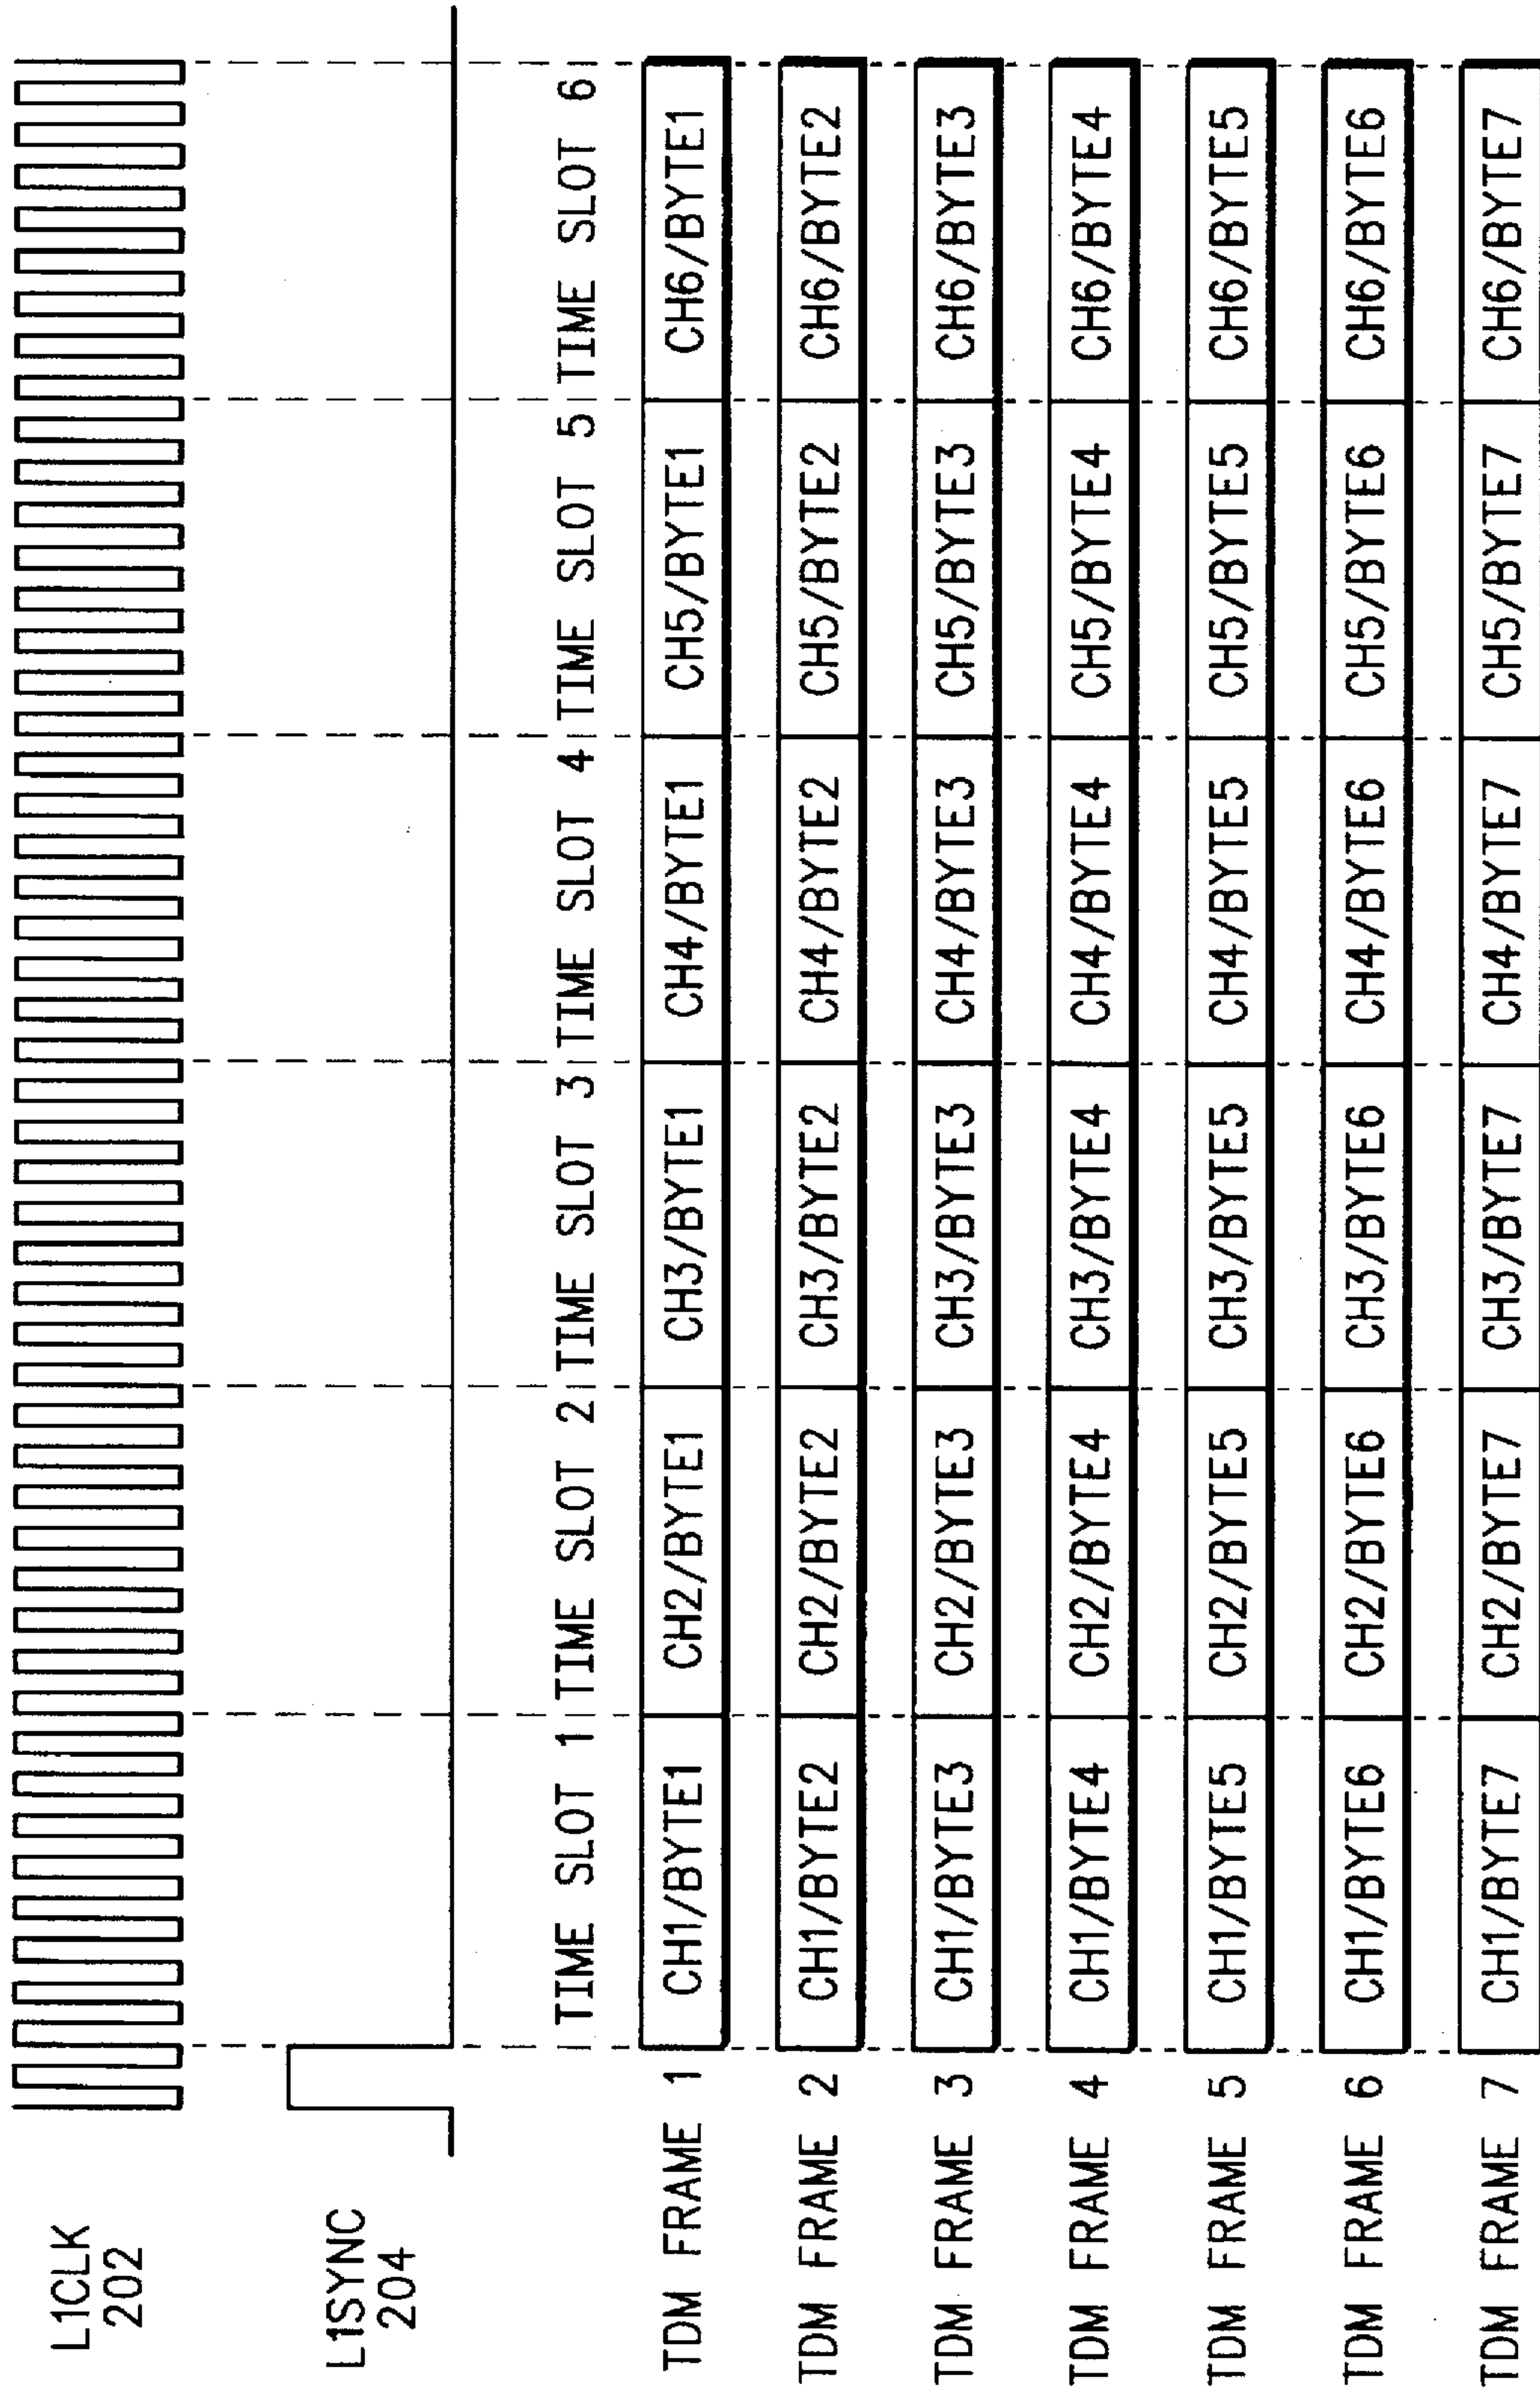 L1CLK
202
L1SYNC
204
TIME SLOT 1 TIME SLOT 2 TIME SLOT 3 TIME SLOT 4 TIME SLOT 5 TIME SLOT 6
TDM FRAME 1 CH1/BYTE1 CH2/BYTE1 CH3/BYTE1 CH4/BYTE1 CH5/BYTE1 CH6/BYTE1
TDM FRAME 2 CH1/BYTE2 CH2/BYTE2 CH3/BYTE2 CH4/BYTE2 CH5/BYTE2 CH6/BYTE2
TDM FRAME 3 CH1/BYTE3 CH2/BYTE3 CH3/BYTE3 CH4/BYTE3 CH5/BYTE3 CH6/BYTE3
TDM FRAME 4 CH1/BYTE4 CH2/BYTE4 CH3/BYTE4 CH4/BYTE4 CH5/BYTE4 CH6/BYTE4
TDM FRAME 5 CH1/BYTE5 CH2/BYTE5 CH3/BYTE5 CH4/BYTE5 CH5/BYTE5 CH6/BYTE5
TDM FRAME 6 CH1/BYTE6 CH2/BYTE6 CH3/BYTE6 CH4/BYTE6 CH5/BYTE6 CH6/BYTE6
TDM FRAME 7 CH1/BYTE7 CH2/BYTE7 CH3/BYTE7 CH4/BYTE7 CH5/BYTE7 CH6/BYTE7